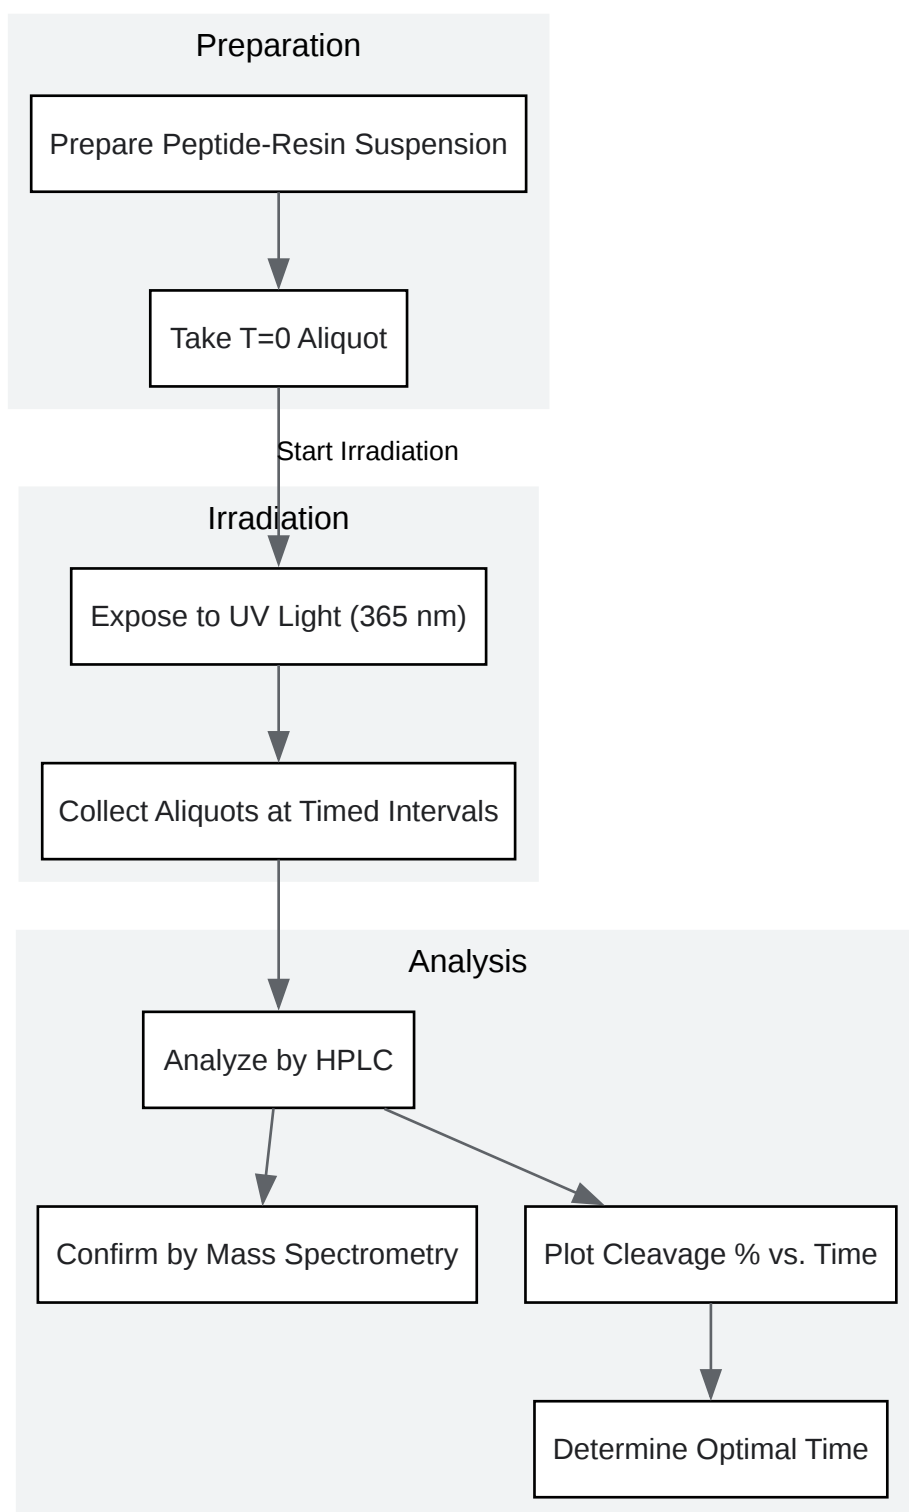 Preparation
Prepare Peptide-Resin Suspension
Take T=0 Aliquot
Start Irradiation
Irradiation
Expose to UV Light (365 nm)
Collect Aliquots at Timed Intervals
Analysis
Analyze by HPLC
Confirm by Mass Spectrometry
Plot Cleavage % vs. Time
Determine Optimal Time